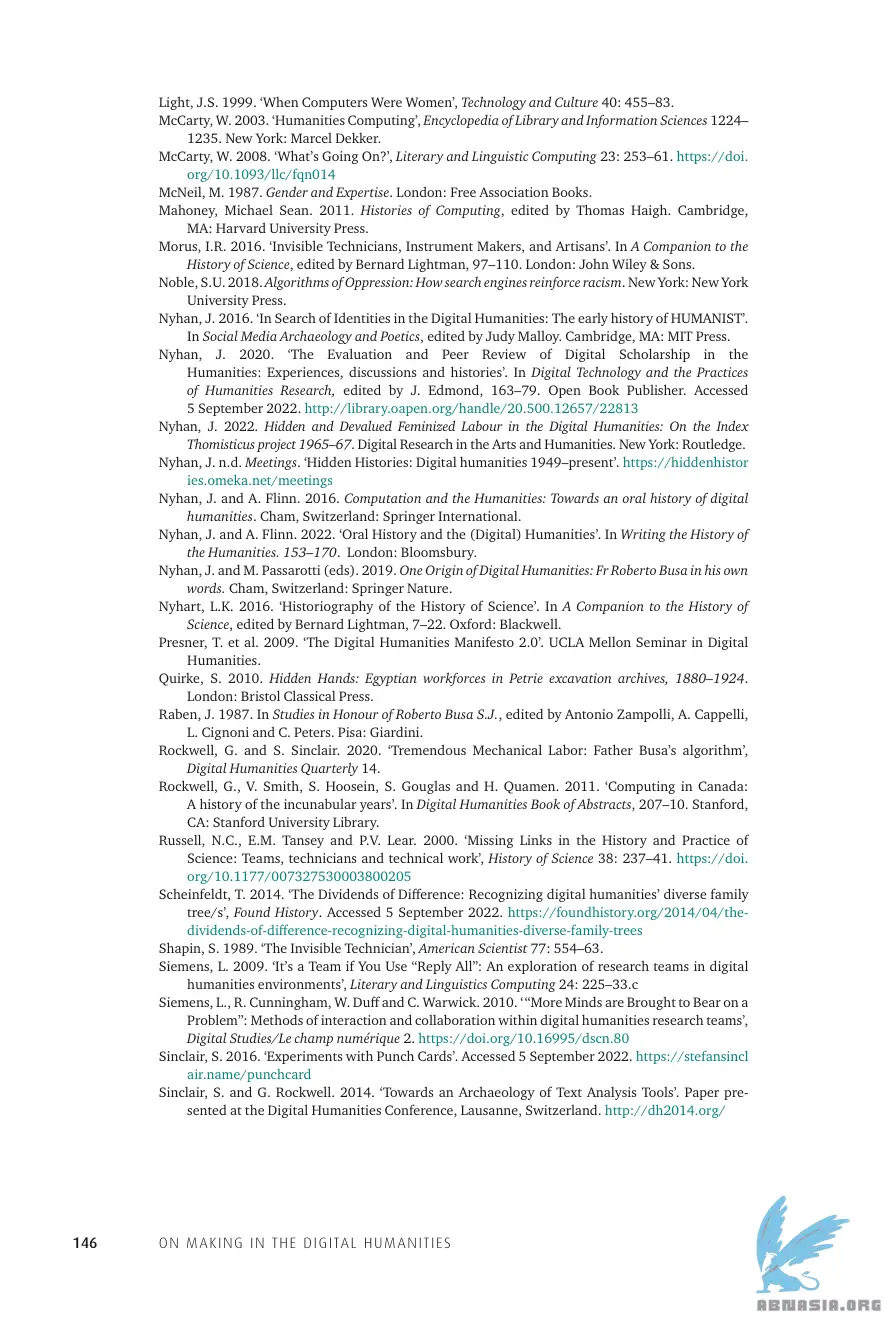 Light, J.S. 1999. ‘When Computers Were Women’, Technology and Culture 40: 455–83.
McCarty, W. 2003. ‘Humanities Computing’, Encyclopedia of Library and Information Sciences 1224–
1235. New York: Marcel Dekker.
McCarty, W. 2008. ‘What’s Going On?’, Literary and Linguistic Computing 23: 253–61. https://doi.
org/10.1093/llc/fqn014
McNeil, M. 1987. Gender and Expertise. London: Free Association Books.
Mahoney, Michael Sean. 2011. Histories of Computing, edited by Thomas Haigh. Cambridge,
MA: Harvard University Press.
Morus, I.R. 2016. ‘Invisible Technicians, Instrument Makers, and Artisans’. In A Companion to the
History of Science, edited by Bernard Lightman, 97–110. London: John Wiley & Sons.
Noble, S.U. 2018. Algorithms of Oppression: How search engines reinforce racism. New York: New York
University Press.
Nyhan, J. 2016. ‘In Search of Identities in the Digital Humanities: The early history of HUMANIST’.
In Social Media Archaeology and Poetics, edited by Judy Malloy. Cambridge, MA: MIT Press.
Nyhan, J. 2020. ‘The Evaluation and Peer Review of Digital Scholarship in the
Humanities: Experiences, discussions and histories’. In Digital Technology and the Practices
of Humanities Research, edited by J. Edmond, 163–79. Open Book Publisher. Accessed
5 September 2022. http://library.oapen.org/handle/20.500.12657/22813
Nyhan, J. 2022. Hidden and Devalued Feminized Labour in the Digital Humanities: On the Index
Thomisticus project 1965–67. Digital Research in the Arts and Humanities. New York: Routledge.
Nyhan, J. n.d. Meetings. ‘Hidden Histories: Digital humanities 1949–present’. https://hiddenhistor
ies.omeka.net/meetings
Nyhan, J. and A. Flinn. 2016. Computation and the Humanities: Towards an oral history of digital
humanities. Cham, Switzerland: Springer International.
Nyhan, J. and A. Flinn. 2022. ‘Oral History and the (Digital) Humanities’. In Writing the History of
the Humanities. 153–170. London: Bloomsbury.
Nyhan, J. and M. Passarotti (eds). 2019. One Origin of Digital Humanities: Fr Roberto Busa in his own
words. Cham, Switzerland: Springer Nature.
Nyhart, L.K. 2016. ‘Historiography of the History of Science’. In A Companion to the History of
Science, edited by Bernard Lightman, 7–22. Oxford: Blackwell.
Presner, T. et al. 2009. ‘The Digital Humanities Manifesto 2.0’. UCLA Mellon Seminar in Digital
Humanities.
Quirke, S. 2010. Hidden Hands: Egyptian workforces in Petrie excavation archives, 1880–1924.
London: Bristol Classical Press.
Raben, J. 1987. In Studies in Honour of Roberto Busa S.J., edited by Antonio Zampolli, A. Cappelli,
L. Cignoni and C. Peters. Pisa: Giardini.
Rockwell, G. and S. Sinclair. 2020. ‘Tremendous Mechanical Labor: Father Busa’s algorithm’,
Digital Humanities Quarterly 14.
Rockwell, G., V. Smith, S. Hoosein, S. Gouglas and H. Quamen. 2011. ‘Computing in Canada:
A history of the incunabular years’. In Digital Humanities Book of Abstracts, 207–10. Stanford,
CA: Stanford University Library.
Russell, N.C., E.M. Tansey and P.V. Lear. 2000. ‘Missing Links in the History and Practice of
Science: Teams, technicians and technical work’, History of Science 38: 237–41. https://doi.
org/10.1177/007327530003800205
Scheinfeldt, T. 2014. ‘The Dividends of Difference: Recognizing digital humanities’ diverse family
tree/s’, Found History. Accessed 5 September 2022. https://foundhistory.org/2014/04/the-
dividends-of-difference-recognizing-digital-humanities-diverse-family-trees
Shapin, S. 1989. ‘The Invisible Technician’, American Scientist 77: 554–63.
Siemens, L. 2009. ‘It’s a Team if You Use “Reply All”: An exploration of research teams in digital
humanities environments’, Literary and Linguistics Computing 24: 225–33.c
Siemens, L., R. Cunningham, W. Duff and C. Warwick. 2010. ‘“More Minds are Brought to Bear on a
Problem”: Methods of interaction and collaboration within digital humanities research teams’,
Digital Studies/Le champ numérique 2. https://doi.org/10.16995/dscn.80
Sinclair, S. 2016. ‘Experiments with Punch Cards’. Accessed 5 September 2022. https://stefansincl
air.name/punchcard
Sinclair, S. and G. Rockwell. 2014. ‘Towards an Archaeology of Text Analysis Tools’. Paper pre-
sented at the Digital Humanities Conference, Lausanne, Switzerland. http://dh2014.org/
146 ON MAKING IN THE DIGITAL HUMANITIES
ABNASIA.ORG